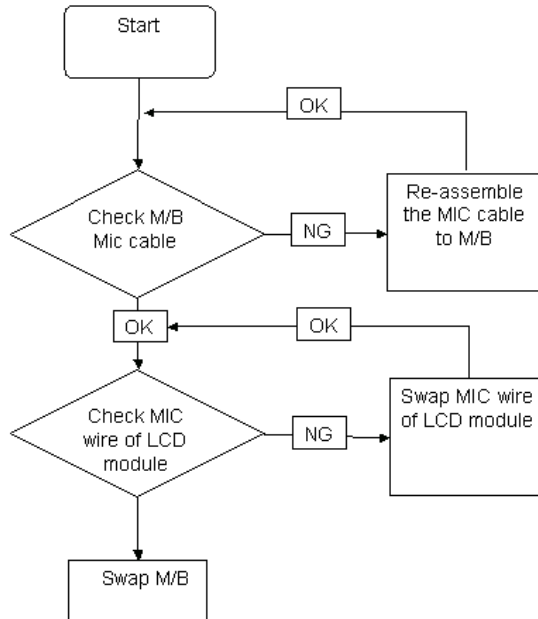 Start
OK
Check M/B
Mic cable
NG
Re-assemble
the MIC cable
to M/B
OK
OK
Check MIC
wire of LCD
module
NG
Swap MIC wire
of LCD module
Swap M/B